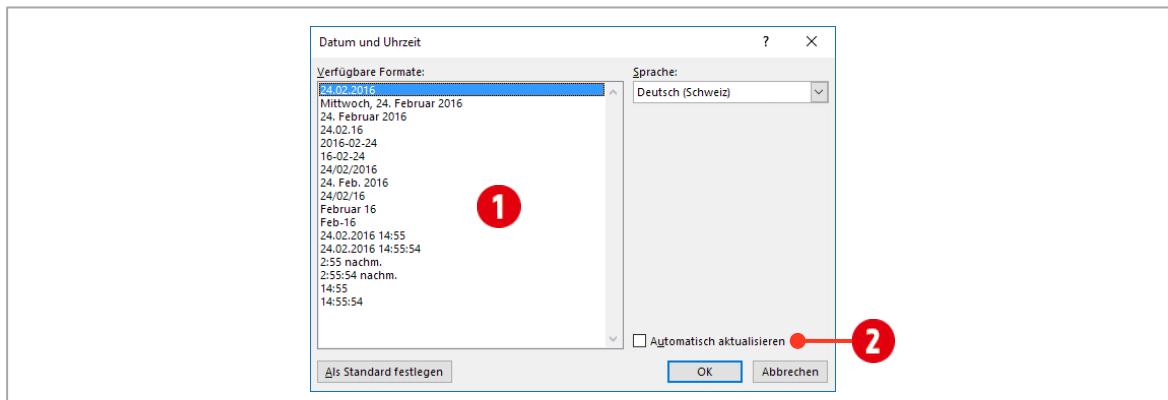 Datum und Uhrzeit ? ×
Verfügbare Formate:
24.02.2016
Mittwoch, 24. Februar 2016
24. Februar 2016
24.02.16
2016-02-24
16-02-24
24/02/2016
24. Feb. 2016
24/02/16
Februar 16
Feb-16
24.02.2016 14:55
24.02.2016 14:55:54
2:55 nachm.
2:55:54 nachm.
14:55
14:55:54
1
Sprache:
Deutsch (Schweiz)
Automatisch aktualisieren
2
Als Standard festlegen
OK
Abbrechen